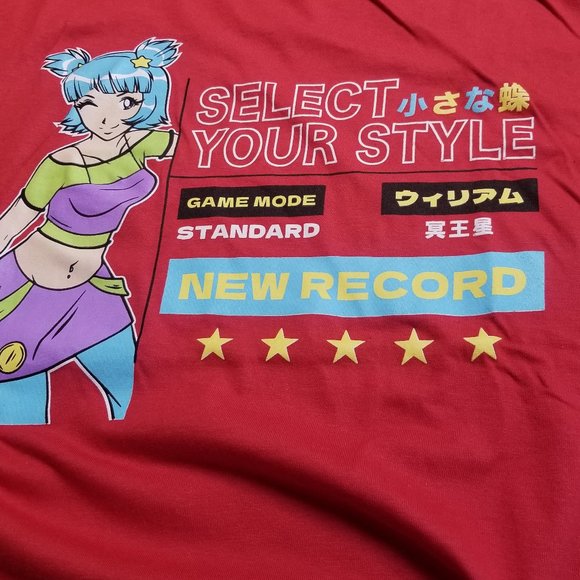 SELECT 小さな蝶
YOUR STYLE
GAME MODE ウィリアム
STANDARD 冥王星
NEW RECORD